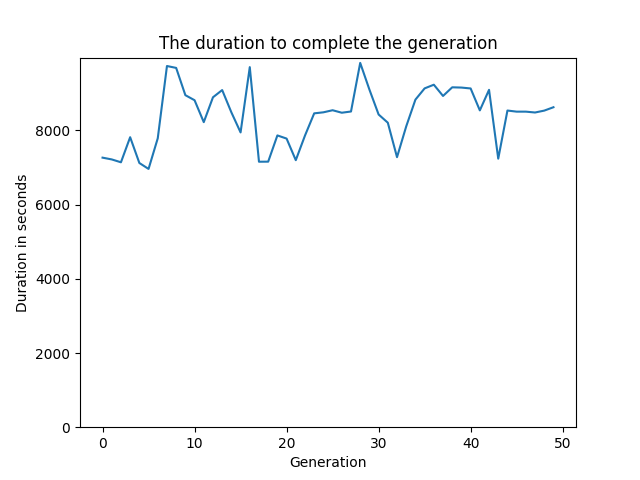 The duration to complete the generation
8000
6000
4000
2000
0
Duration in seconds
0 10 20 30 40 50
Generation